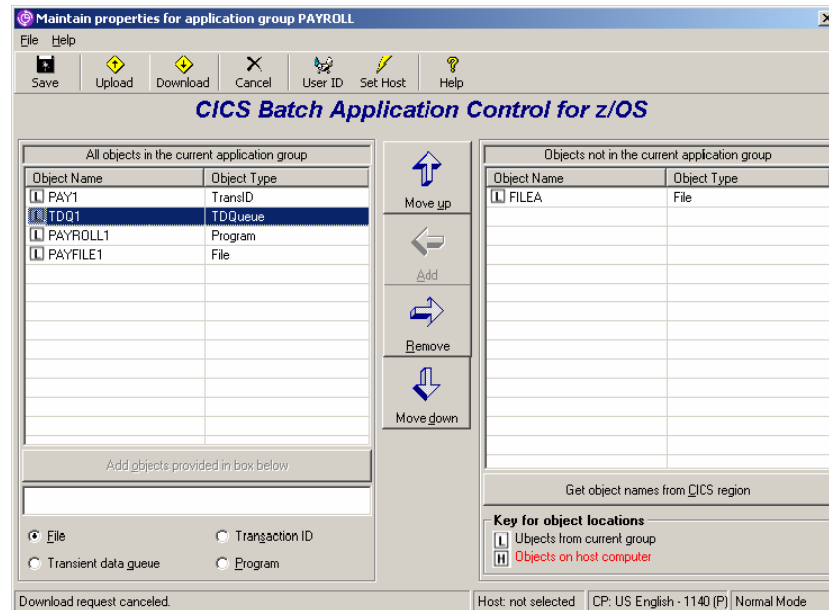 Maintain properties for application group PAYROLL
File Help
Save Upload Download Cancel User ID Set Host Help
CICS Batch Application Control for z/OS
All objects in the current application group
Object Name Object Type
L PAY1 TransID
L TDQ1 TDQueue
L PAYROLL1 Program
L PAYFILE1 File
Move up
Add
Remove
Move down
Objects not in the current application group
Object Name Object Type
L FILEA File
Add objects provided in box below
File Transaction ID
Transient data queue Program
Get object names from CICS region
Key for object locations
L Objects from current group
H Objects on host computer
Download request canceled. Host: not selected CP: US English - 1140 (P) Normal Mode